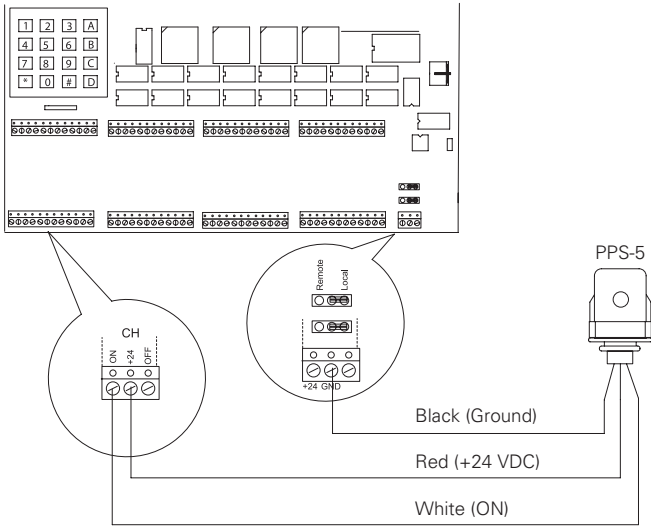 1 2 3 A
4 5 6 B
7 8 9 C
* 0 # D
PPS-5
Remote
Local
CH
ON
+24
OFF
+24 GND
Black (Ground)
Red (+24 VDC)
White (ON)